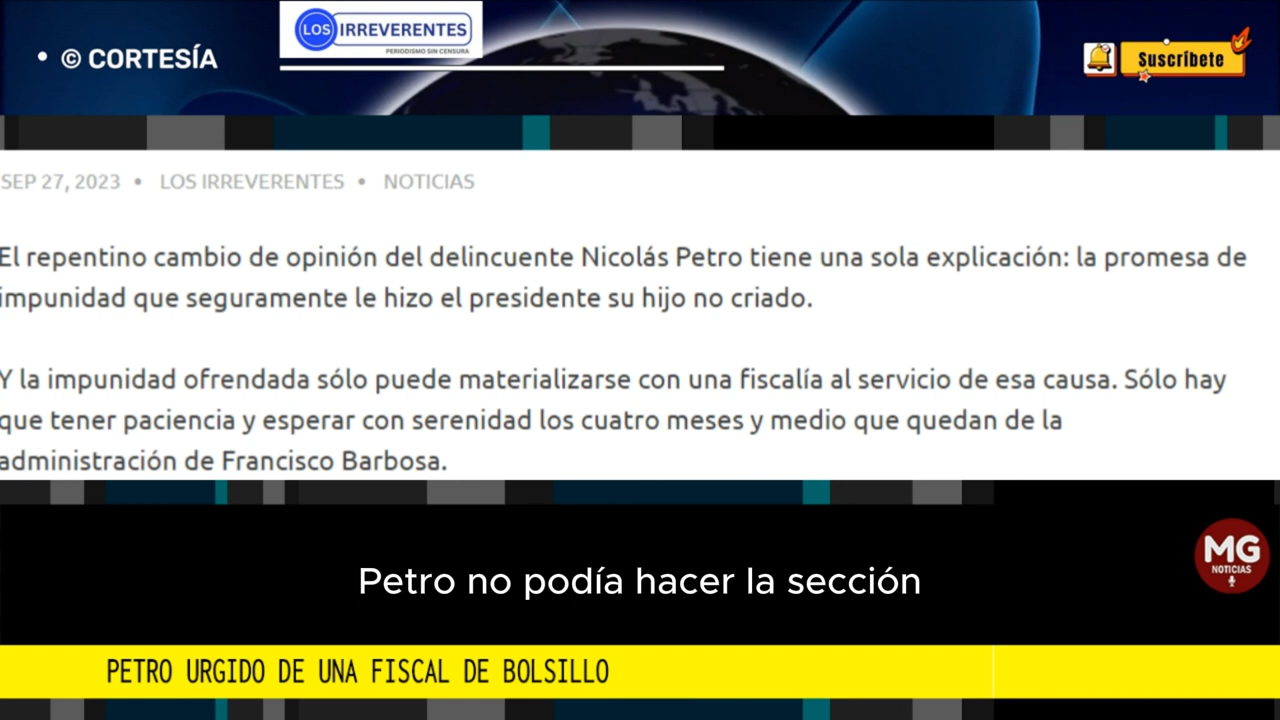 • © CORTESÍA
LOS IRREVERENTES
PERIODISMO SIN CENSURA
Suscríbete
SEP 27, 2023 • LOS IRREVERENTES • NOTICIAS
El repentino cambio de opinión del delincuente Nicolás Petro tiene una sola explicación: la promesa de
impunidad que seguramente le hizo el presidente su hijo no criado.
Y la impunidad ofrendada sólo puede materializarse con una fiscalía al servicio de esa causa. Sólo hay
que tener paciencia y esperar con serenidad los cuatro meses y medio que quedan de la
administración de Francisco Barbosa.
MG
NOTICIAS
Petro no podía hacer la sección
PETRO URGIDO DE UNA FISCAL DE BOLSILLO